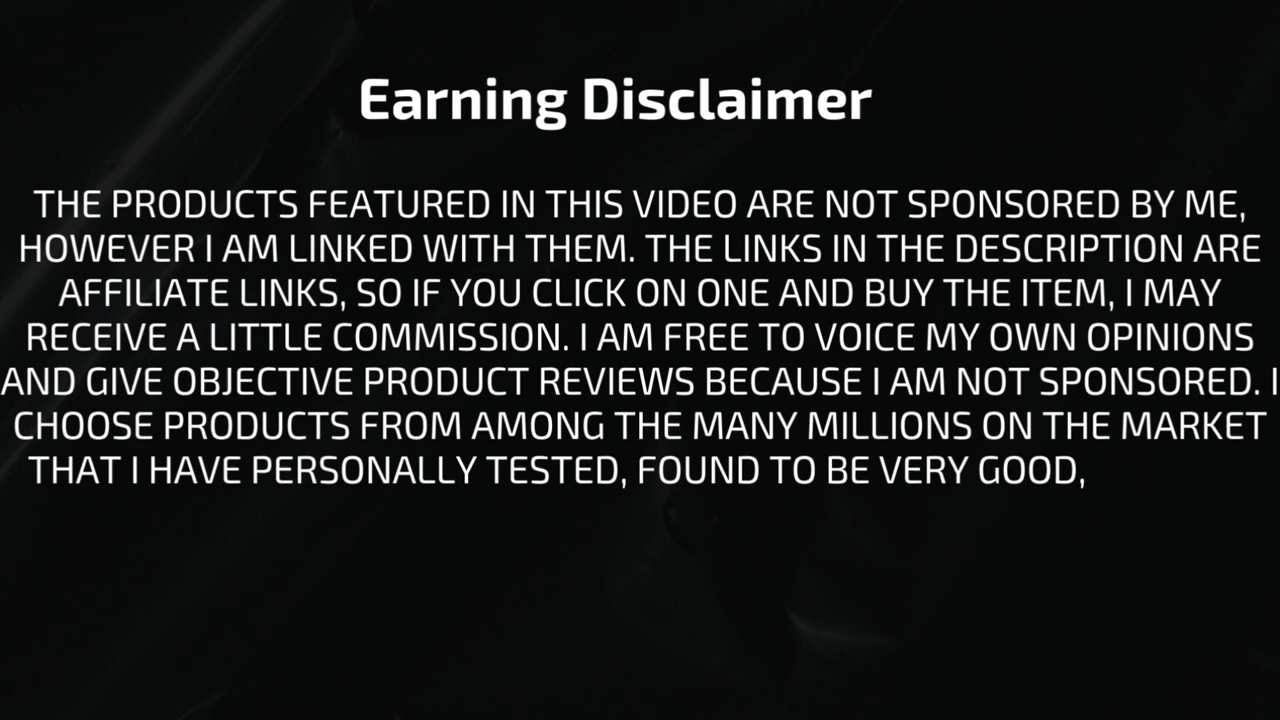 Earning Disclaimer
THE PRODUCTS FEATURED IN THIS VIDEO ARE NOT SPONSORED BY ME,
HOWEVER I AM LINKED WITH THEM. THE LINKS IN THE DESCRIPTION ARE
AFFILIATE LINKS, SO IF YOU CLICK ON ONE AND BUY THE ITEM, I MAY
RECEIVE A LITTLE COMMISSION. I AM FREE TO VOICE MY OWN OPINIONS
AND GIVE OBJECTIVE PRODUCT REVIEWS BECAUSE I AM NOT SPONSORED. I
CHOOSE PRODUCTS FROM AMONG THE MANY MILLIONS ON THE MARKET
THAT I HAVE PERSONALLY TESTED, FOUND TO BE VERY GOOD,